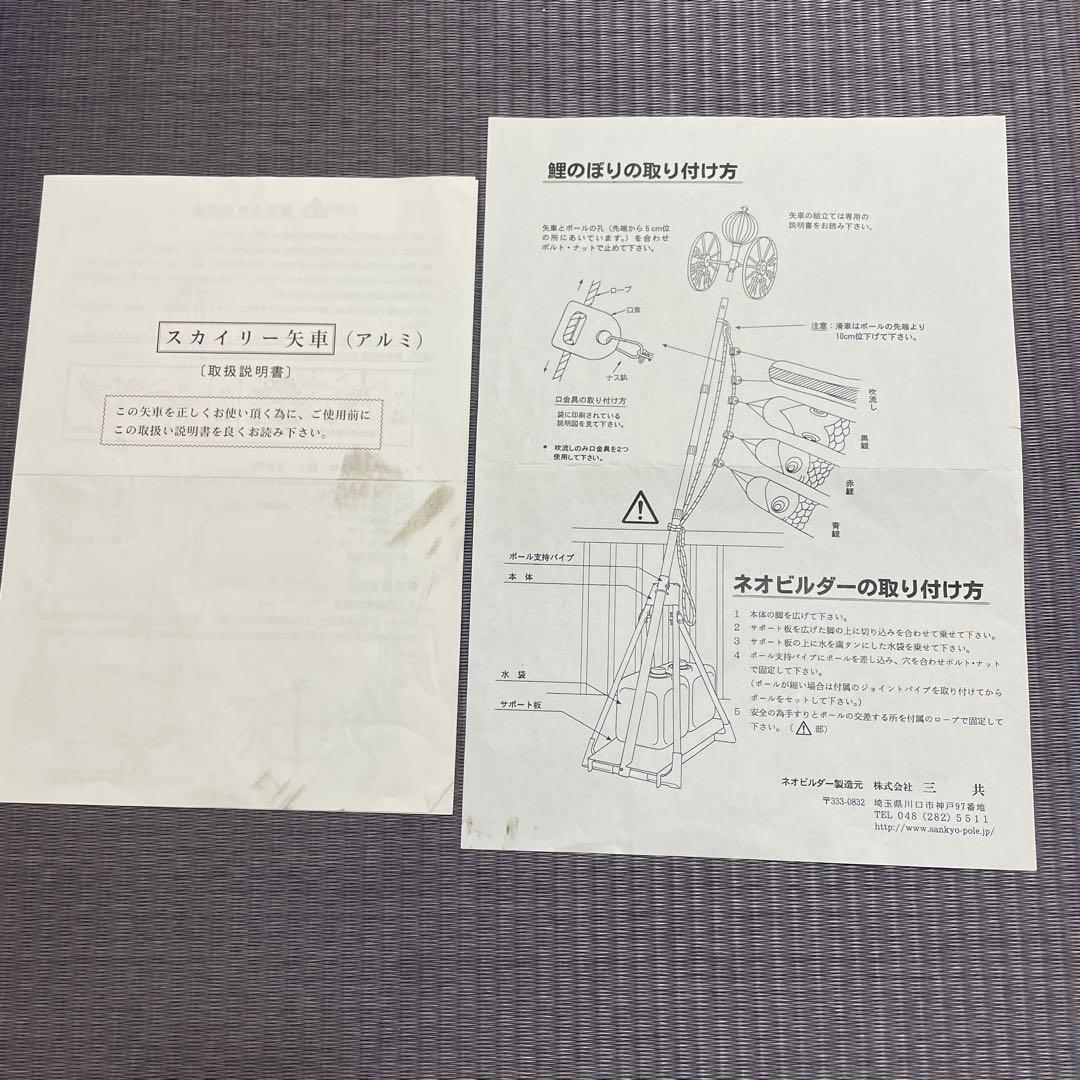 スカイリー矢車（アルミ）
〔取扱説明書〕
この矢車を正しくお使い頂く為に、ご使用前に
この取扱い説明書を良くお読み下さい。
鯉のぼりの取り付け方
矢車とポールの孔（先端から5cm位
の所にあいています。）を合わせ
ボルト・ナットで止めて下さい。
矢車の組立ては専用の
説明書をお読み下さい。
ロープ
口金
ナス鈎
注意：滑車はポールの先端より
10cm位下げて下さい。
口金具の取り付け方
袋に印刷されている
説明図を見て下さい。
* 吹流しのみ口金具を2つ
使用して下さい。
吹流し
黒鯉
赤鯉
青鯉
ポール支持パイプ
本体
水袋
サポート板
ネオビルダーの取り付け方
1 本体の脚を広げて下さい。
2 サポート板を広げた脚の上に切り込みを合わせて乗せて下さい。
3 サポート板の上に水を満タンにした水袋を乗せて下さい。
4 ポール支持パイプにポールを差し込み、穴を合わせボルト・ナット
で固定して下さい。
（ポールが細い場合は付属のジョイントパイプを取り付けてから
ポールをセットして下さい。）
5 安全の為手すりとポールの交差する所を付属のロープで固定して
下さい。（⚠部）
ネオビルダー製造元 株式会社 三 共
〒333-0832 埼玉県川口市神戸97番地
TEL 048（282）5511
http://www.sankyo-pole.jp/